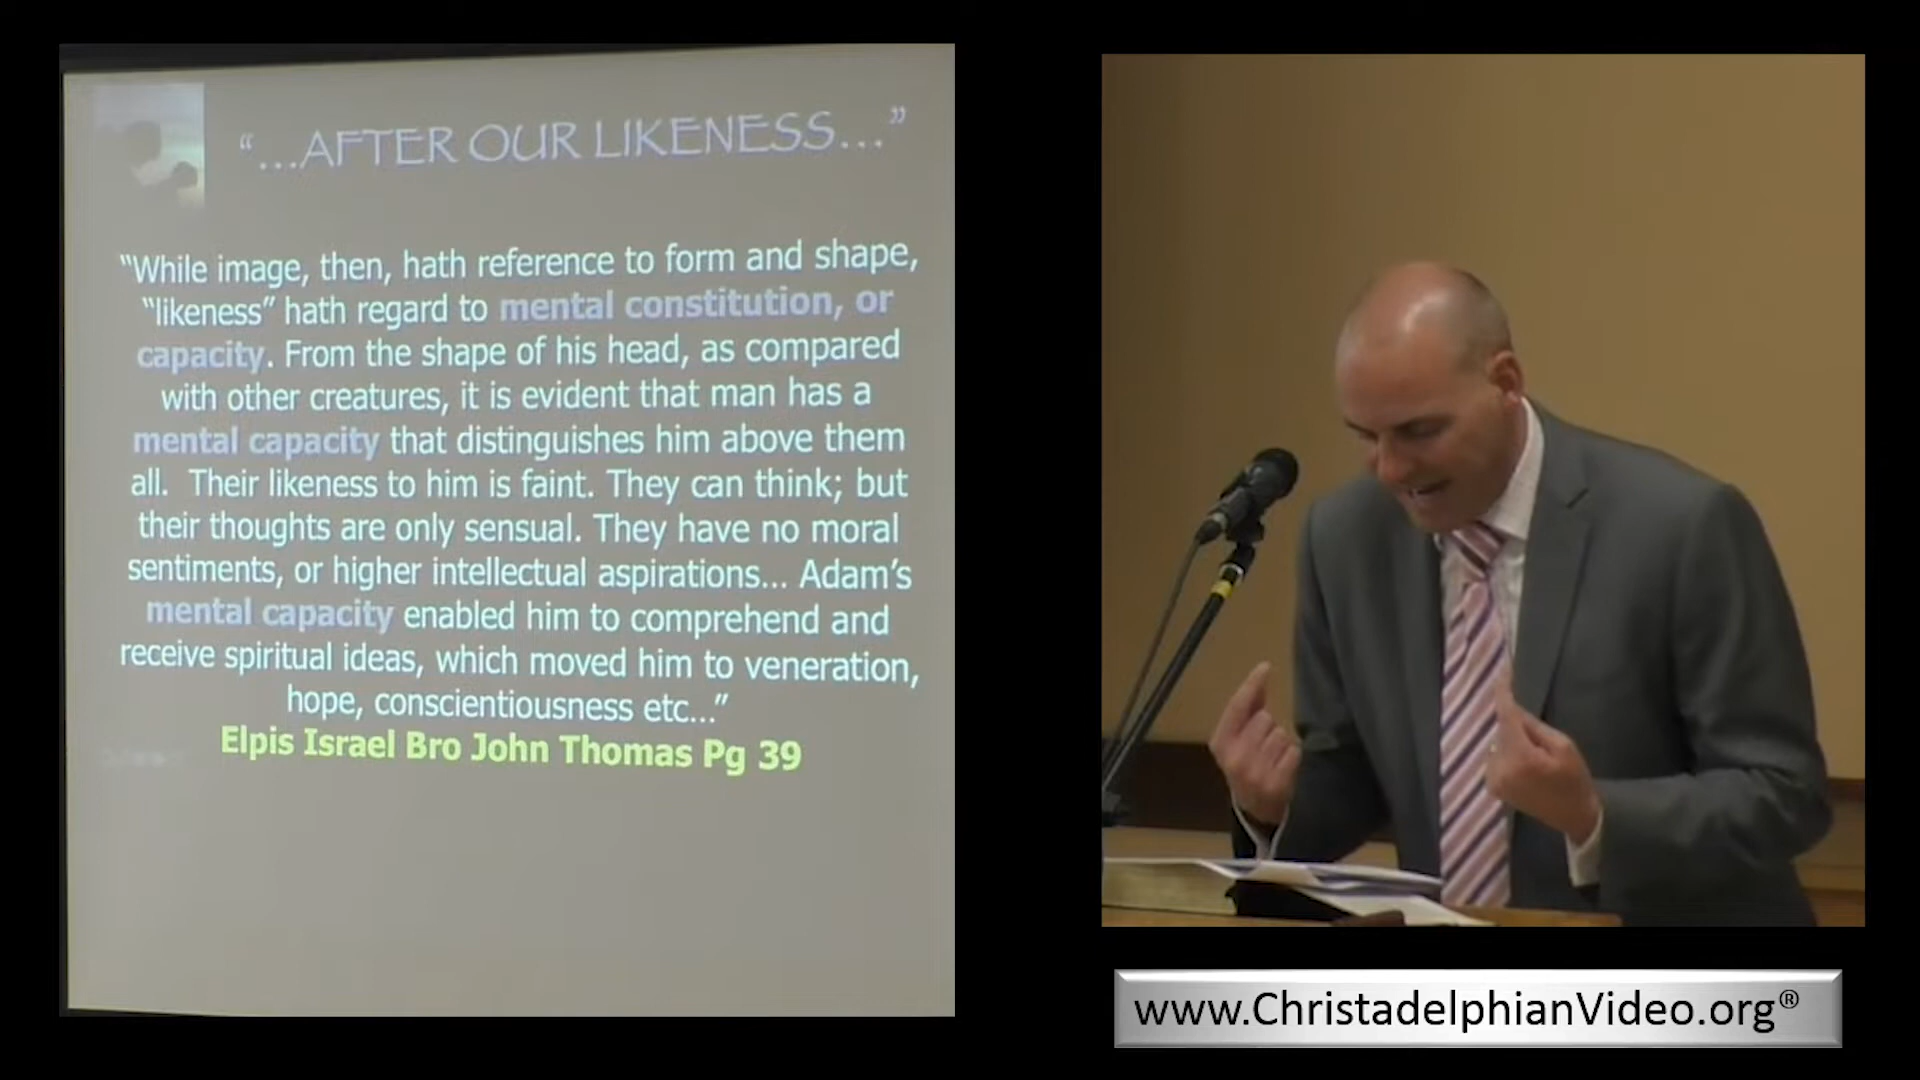 “...AFTER OUR LIKENESS...”
“While image, then, hath reference to form and shape,
“likeness” hath regard to mental constitution, or
capacity. From the shape of his head, as compared
with other creatures, it is evident that man has a
mental capacity that distinguishes him above them
all.  Their likeness to him is faint. They can think; but
their thoughts are only sensual. They have no moral
sentiments, or higher intellectual aspirations... Adam’s
mental capacity enabled him to comprehend and
receive spiritual ideas, which moved him to veneration,
hope, conscientiousness etc...”
Elpis Israel Bro John Thomas Pg 39
www.ChristadelphianVideo.org®